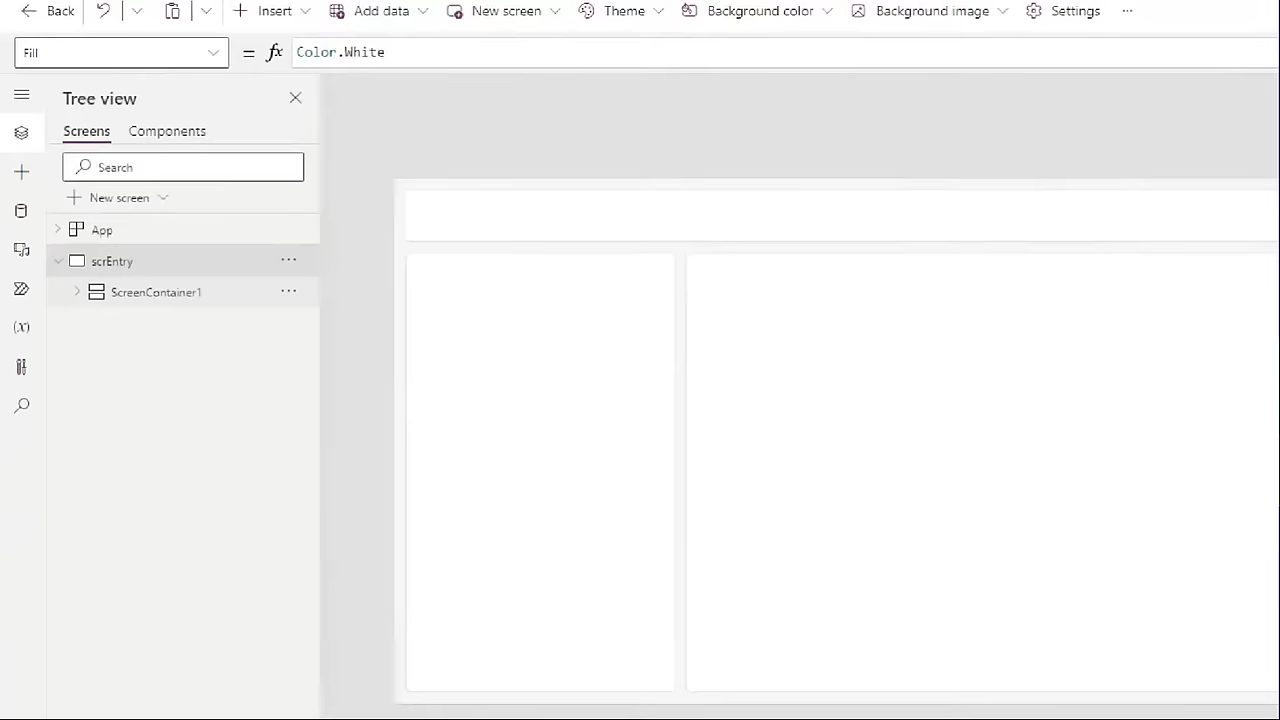 Back Insert Add data New screen Theme Background color Background image Settings ...
Fill = fx Color.White
Tree view
Screens Components
Search
New screen
App
scrEntry ...
ScreenContainer1 ...
(x)